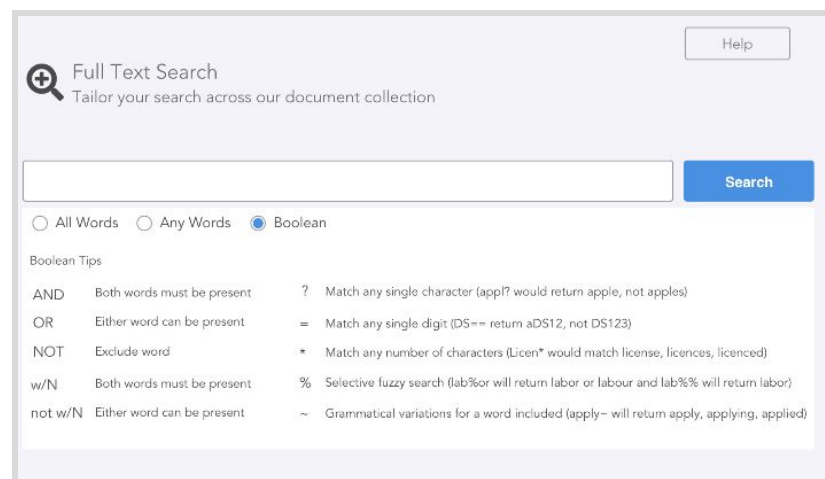 Help
Full Text Search
Tailor your search across our document collection
Search
All Words Any Words Boolean
Boolean Tips
AND Both words must be present ? Match any single character (appl? would return apple, not apples)
OR Either word can be present = Match any single digit (DS== return aDS12, not DS123)
NOT Exclude word * Match any number of characters (Licen* would match license, licences, licenced)
w/N Both words must be present % Selective fuzzy search (lab%or will return labor or labour and lab%% will return labor)
not w/N Either word can be present ~ Grammatical variations for a word included (apply~ will return apply, applying, applied)